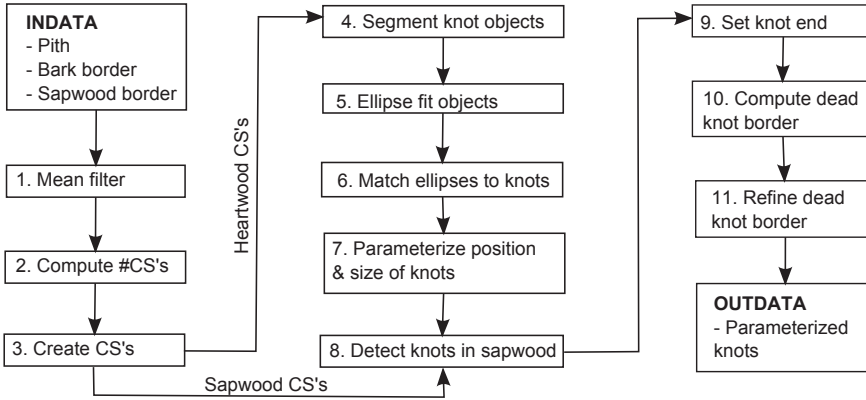 INDATA
- Pith
- Bark border
- Sapwood border
1. Mean filter
2. Compute #CS's
3. Create CS's
Heartwood CS's
Sapwood CS's
4. Segment knot objects
5. Ellipse fit objects
6. Match ellipses to knots
7. Parameterize position
& size of knots
8. Detect knots in sapwood
9. Set knot end
10. Compute dead
knot border
11. Refine dead
knot border
OUTDATA
- Parameterized
knots